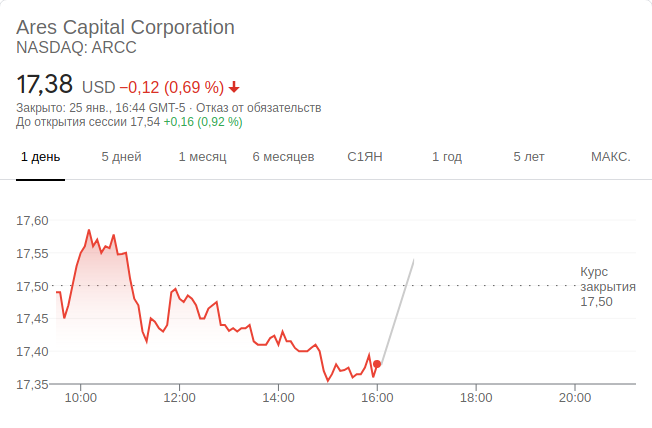 Ares Capital Corporation
NASDAQ: ARCC
17,38 USD −0,12 (0,69 %)
Закрыто: 25 янв., 16:44 GMT-5 · Отказ от обязательств
До открытия сессии 17,54 +0,16 (0,92 %)
1 день 5 дней 1 месяц 6 месяцев С1ЯН 1 год 5 лет МАКС.
17,60
17,55
17,50
17,45
17,40
17,35
Курс
закрытия
17,50
10:00 12:00 14:00 16:00 18:00 20:00